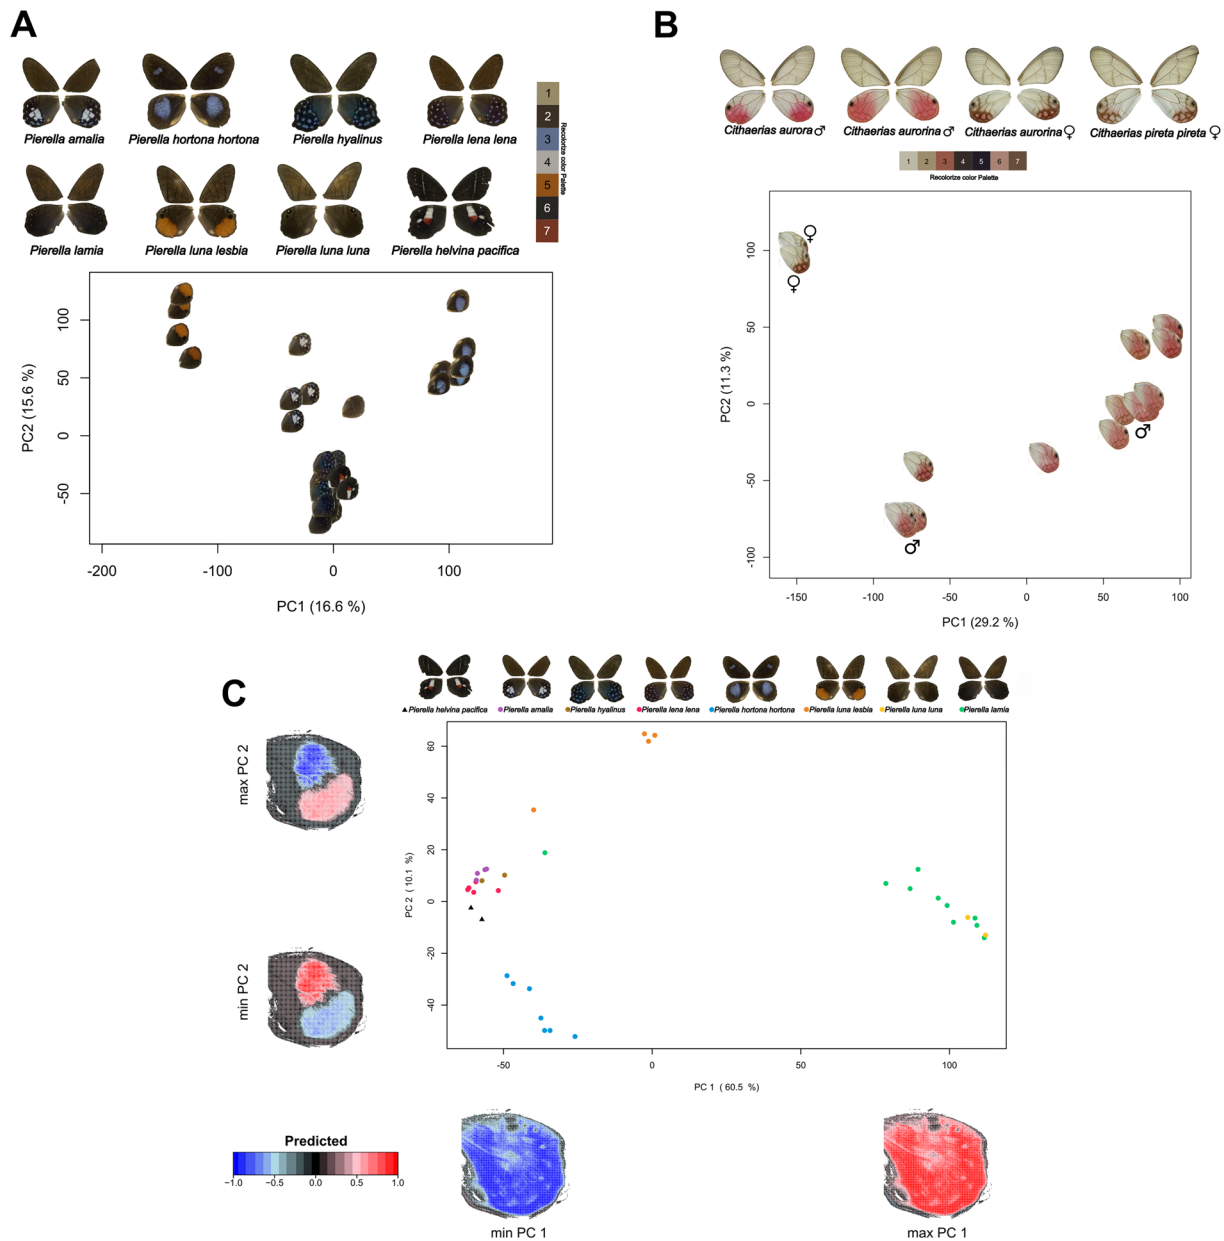 A
Pierella amalia
Pierella hortona hortona
Pierella hyalinus
Pierella lena lena
Pierella lamia
Pierella luna lesbia
Pierella luna luna
Pierella helvina pacifica
1
2
3
4
5
6
7
Recolorize color Palette
PC2 (15.6 %)
100
50
0
-50
-200
-100
0
100
PC1 (16.6 %)
B
Cithaerias aurora ♂
Cithaerias aurorina ♂
Cithaerias aurorina ♀
Cithaerias pireta pireta ♀
1 2 3 4 5 6 7
Recolorize color Palette
♀
♀
♂
♂
PC2 (11.3 %)
100
50
0
-50
-100
-150
-100
-50
0
50
100
PC1 (29.2 %)
C
▲ Pierella helvina pacifica
Pierella amalia
Pierella hyalinus
Pierella lena lena
Pierella hortona hortona
Pierella luna lesbia
Pierella luna luna
Pierella lamia
max PC 2
min PC 2
PC 2 ( 10.1 %)
60
40
20
0
-20
-40
-50
0
50
100
PC 1 ( 60.5 %)
Predicted
−1.0
−0.5
0.0
0.5
1.0
min PC 1
max PC 1